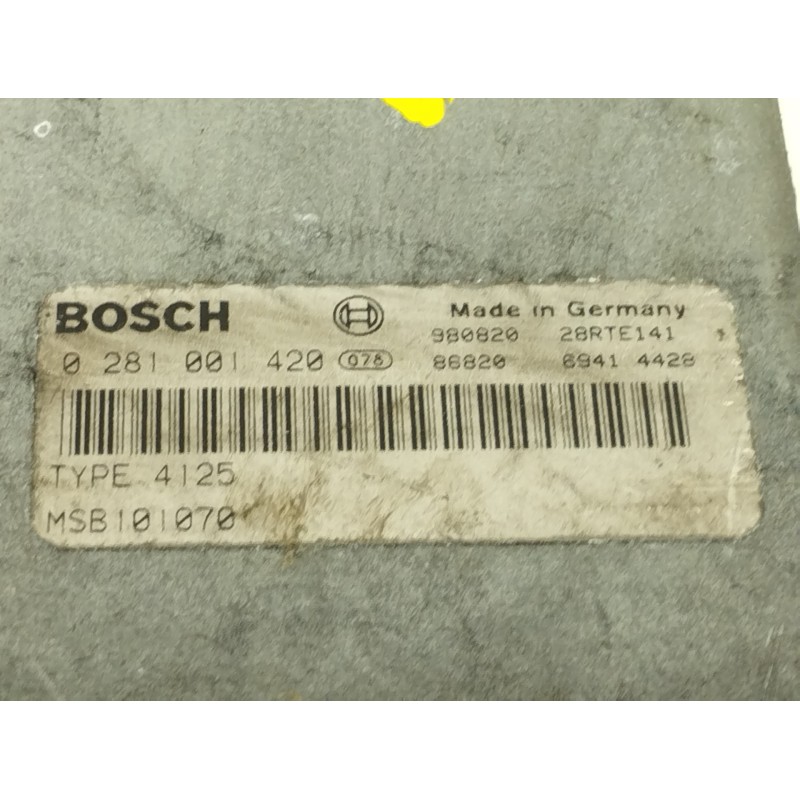 BOSCH Made in Germany
980820 28RTE141
0 281 001 420 078 86820 6941 4428
TYPE 4125
MSB101070